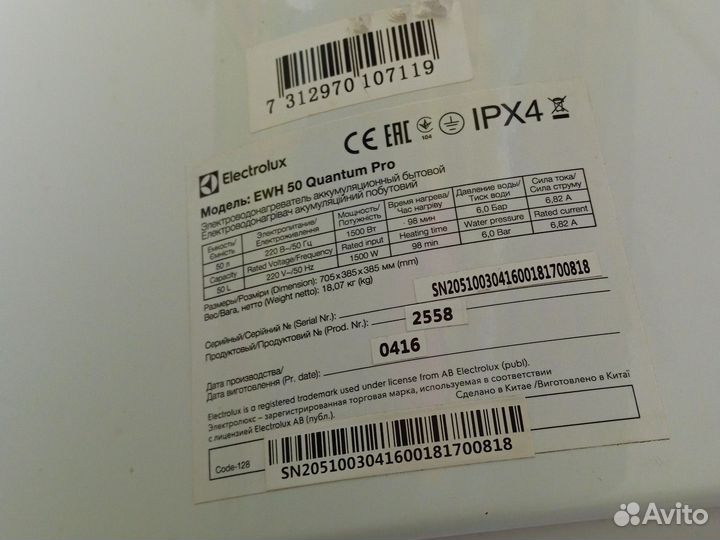 7 312970 107119
CE EAC 104 IPX4
Electrolux
Модель: EWH 50 Quantum Pro
Электроводонагреватель аккумуляционный бытовой
Електроводонагрівач акумуляційний побутовий
Емкость/ Ємність Электропитание/ Електроживлення Мощность/ Потужність Время нагрева/ Час нагріву Давление воды/ Тиск води Сила тока/ Сила струму
50 л 220 В~/50 Гц 1500 Вт 98 мин 6,0 Бар 6,82 А
Capacity Rated Voltage/Frequency Rated input Heating time Water pressure Rated current
50 L 220 V~/50 Hz 1500 W 98 min 6,0 Bar 6,82 A
Размеры/Розміри (Dimension): 705х385х385 мм (mm)
Вес/Вага, нетто (Weight netto): 18,07 кг (kg)
Серийный/Серійний № (Serial Nr.): SN2051003041600181700818
Продуктовый/Продуктовий № (Prod. Nr.): 2558
Дата производства/
Дата виготовлення (Pr. date): 0416
Electrolux is a registered trademark used under license from AB Electrolux (publ).
Электролюкс – зарегистрированная торговая марка, используемая в соответствии
с лицензией Electrolux AB (публ.).
Сделано в Китае /Виготовлено в Китаї
Code-128
SN2051003041600181700818
Avito